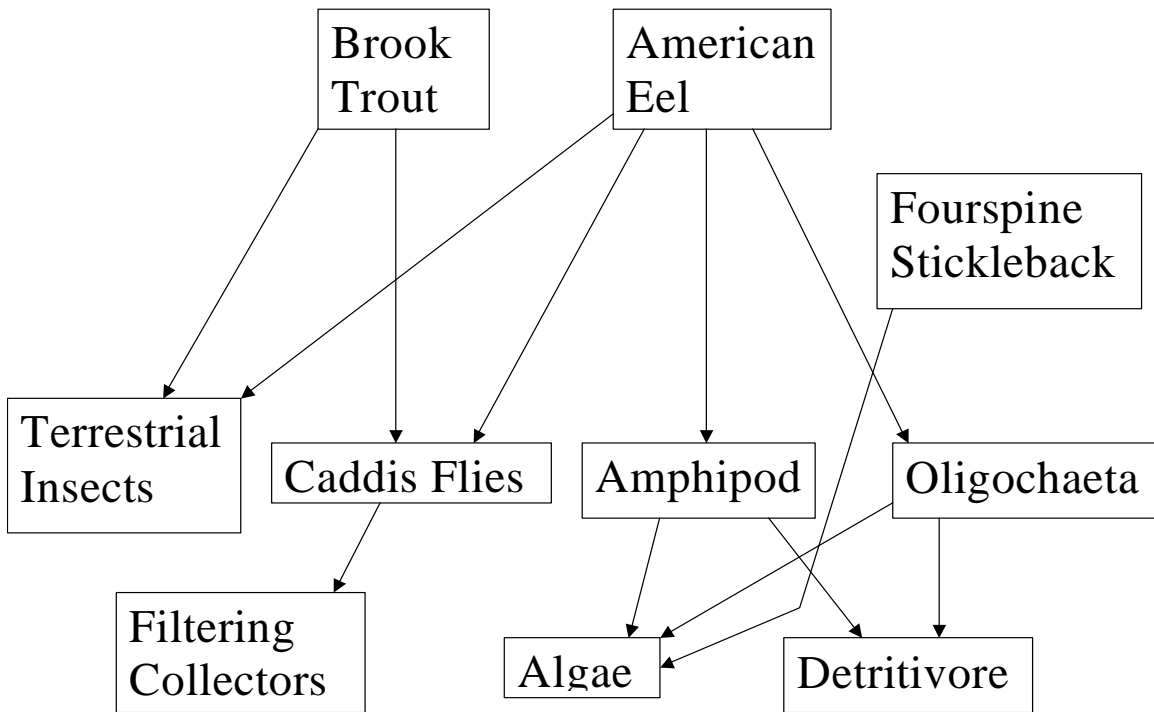 Brook
Trout
American
Eel
Fourspine
Stickleback
Terrestrial
Insects
Caddis Flies
Amphipod
Oligochaeta
Filtering
Collectors
Algae
Detritivore